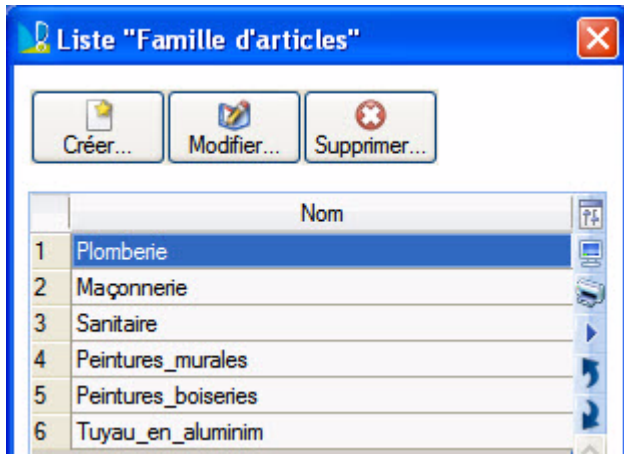 Liste "Famille d'articles"
Créer... Modifier... Supprimer...
Nom
1 Plomberie
2 Maçonnerie
3 Sanitaire
4 Peintures_murales
5 Peintures_boiseries
6 Tuyau_en_aluminim